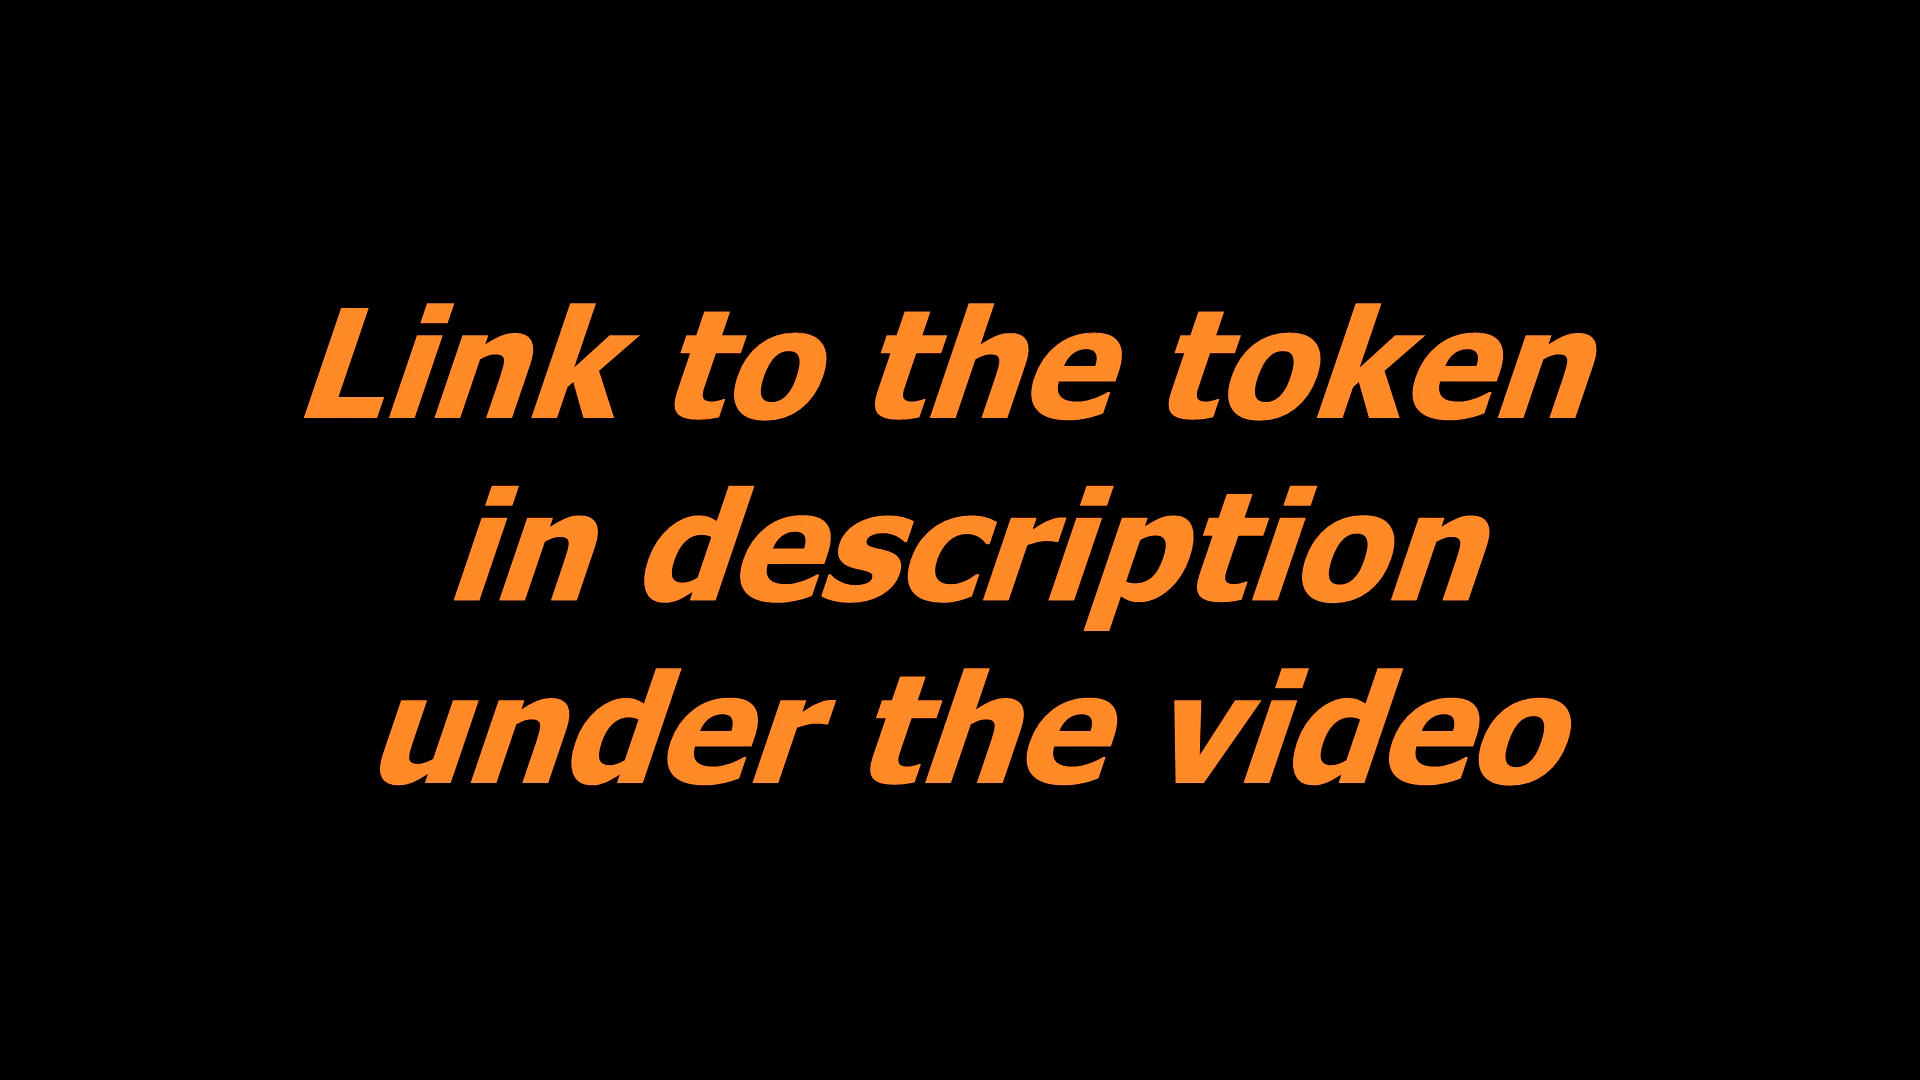 Link to the token
in description
under the video